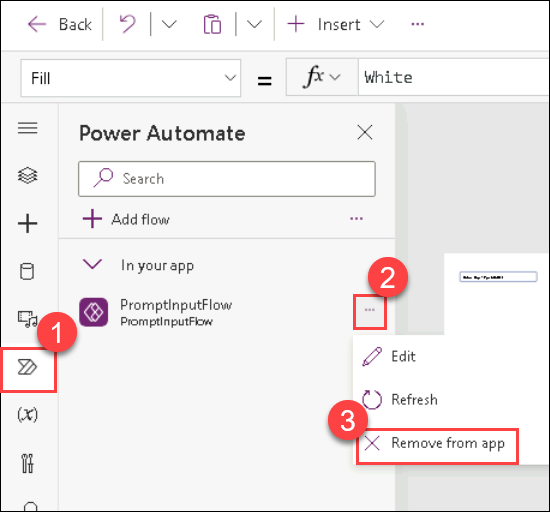 Back
Insert
Fill
=
fx
White
Power Automate
Search
Add flow
In your app
2
PromptInputFlow
PromptInputFlow
1
Edit
Refresh
3
Remove from app
(x)